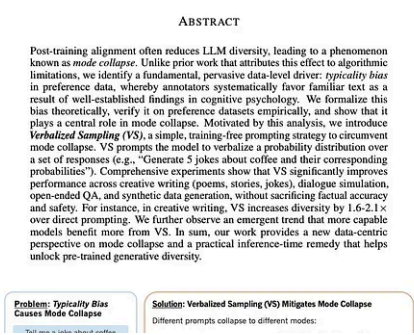 ABSTRACT
Post-training alignment often reduces LLM diversity, leading to a phenomenon
known as mode collapse. Unlike prior work that attributes this effect to algorithmic
limitations, we identify a fundamental, pervasive data-level driver: typicality bias
in preference data, whereby annotators systematically favor familiar text as a
result of well-established findings in cognitive psychology. We formalize this
bias theoretically, verify it on preference datasets empirically, and show that it
plays a central role in mode collapse. Motivated by this analysis, we introduce
Verbalized Sampling (VS), a simple, training-free prompting strategy to circumvent
mode collapse. VS prompts the model to verbalize a probability distribution over
a set of responses (e.g., “Generate 5 jokes about coffee and their corresponding
probabilities”). Comprehensive experiments show that VS significantly improves
performance across creative writing (poems, stories, jokes), dialogue simulation,
open-ended QA, and synthetic data generation, without sacrificing factual accuracy
and safety. For instance, in creative writing, VS increases diversity by 1.6-2.1×
over direct prompting. We further observe an emergent trend that more capable
models benefit more from VS. In sum, our work provides a new data-centric
perspective on mode collapse and a practical inference-time remedy that helps
unlock pre-trained generative diversity.
Problem: Typicality Bias
Causes Mode Collapse
Tell me a joke about coffee
Solution: Verbalized Sampling (VS) Mitigates Mode Collapse
Different prompts collapse to different modes: